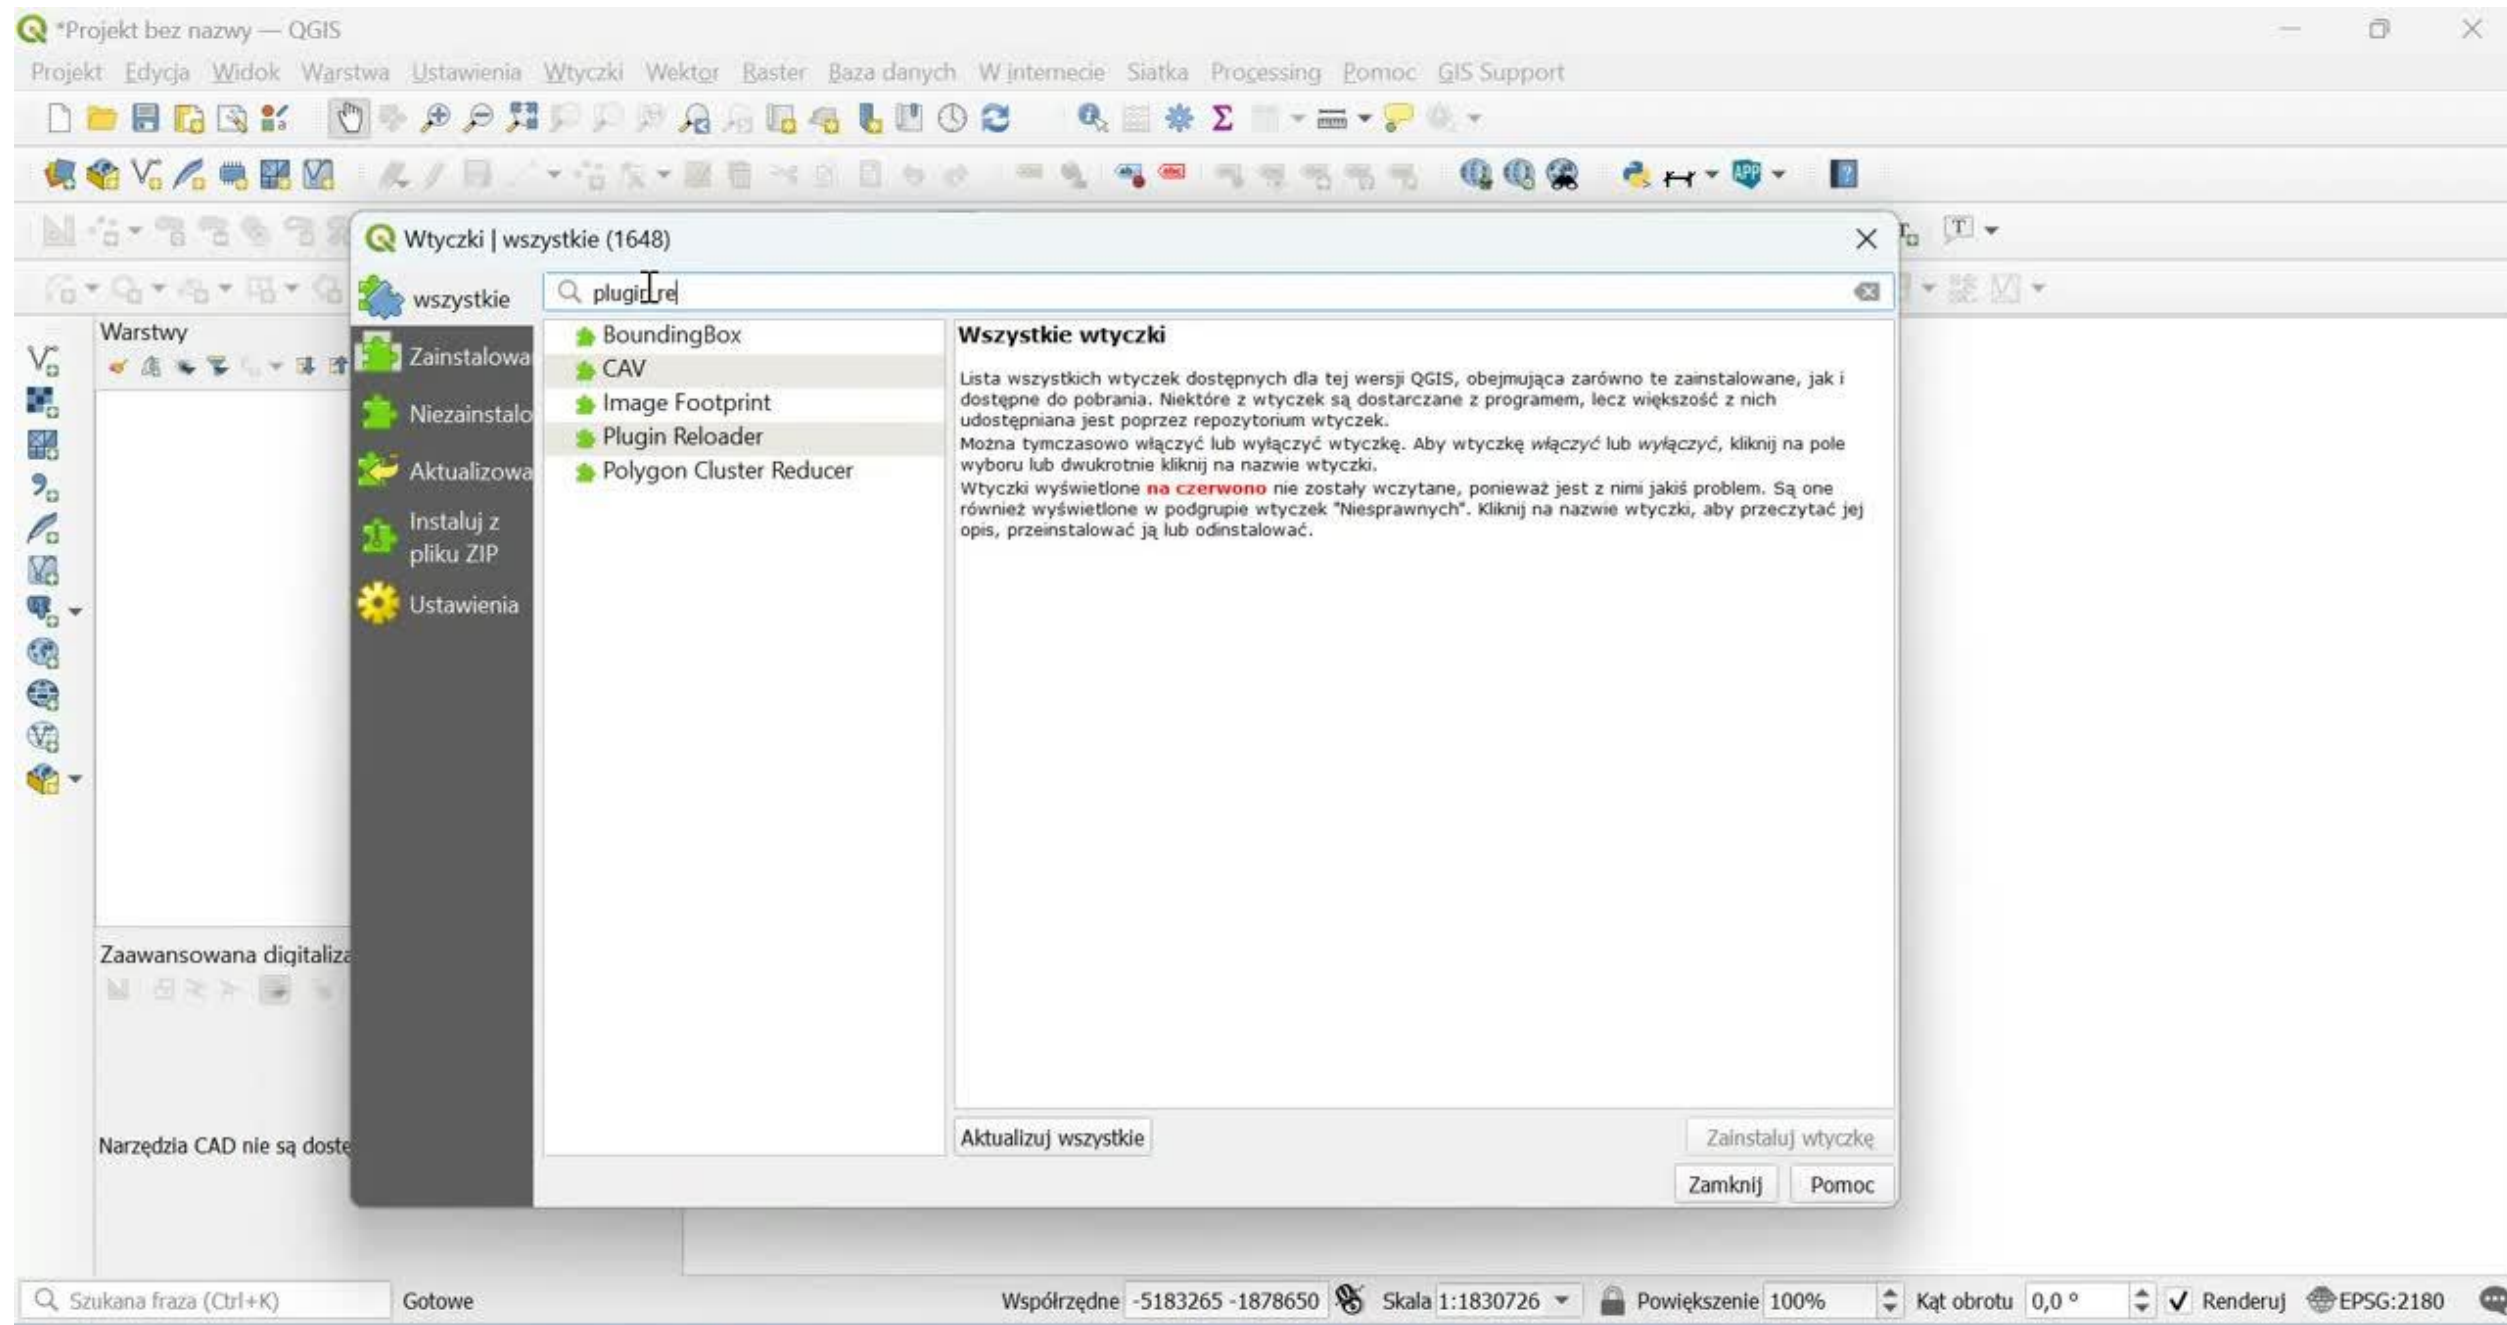 *Projekt bez nazwy — QGIS
Projekt Edycja Widok Warstwa Ustawienia Wtyczki Wektor Raster Baza danych W internecie Siatka Processing Pomoc GIS Support
Wtyczki | wszystkie (1648)
wszystkie
Zainstalowa
Niezainstalo
Aktualizowa
Instaluj z
pliku ZIP
Ustawienia
plugin re
BoundingBox
CAV
Image Footprint
Plugin Reloader
Polygon Cluster Reducer
Wszystkie wtyczki
Lista wszystkich wtyczek dostępnych dla tej wersji QGIS, obejmująca zarówno te zainstalowane, jak i
dostępne do pobrania. Niektóre z wtyczek są dostarczane z programem, lecz większość z nich
udostępniana jest poprzez repozytorium wtyczek.
Można tymczasowo włączyć lub wyłączyć wtyczkę. Aby wtyczkę włączyć lub wyłączyć, kliknij na pole
wyboru lub dwukrotnie kliknij na nazwie wtyczki.
Wtyczki wyświetlone na czerwono nie zostały wczytane, ponieważ jest z nimi jakiś problem. Są one
również wyświetlone w podgrupie wtyczek "Niesprawnych". Kliknij na nazwie wtyczki, aby przeczytać jej
opis, przeinstalować ją lub odinstalować.
Aktualizuj wszystkie
Zainstaluj wtyczkę
Zamknij Pomoc
Warstwy
Zaawansowana digitaliza
Narzędzia CAD nie są doste
Szukana fraza (Ctrl+K) Gotowe Współrzędne -5183265 -1878650 Skala 1:1830726 Powiększenie 100% Kąt obrotu 0,0 ° Renderuj EPSG:2180